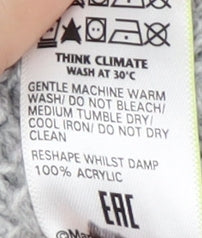 THINK CLIMATE
WASH AT 30°C
GENTLE MACHINE WARM
WASH/ DO NOT BLEACH/
MEDIUM TUMBLE DRY/
COOL IRON/ DO NOT DRY
CLEAN
RESHAPE WHILST DAMP
100% ACRYLIC
EAC